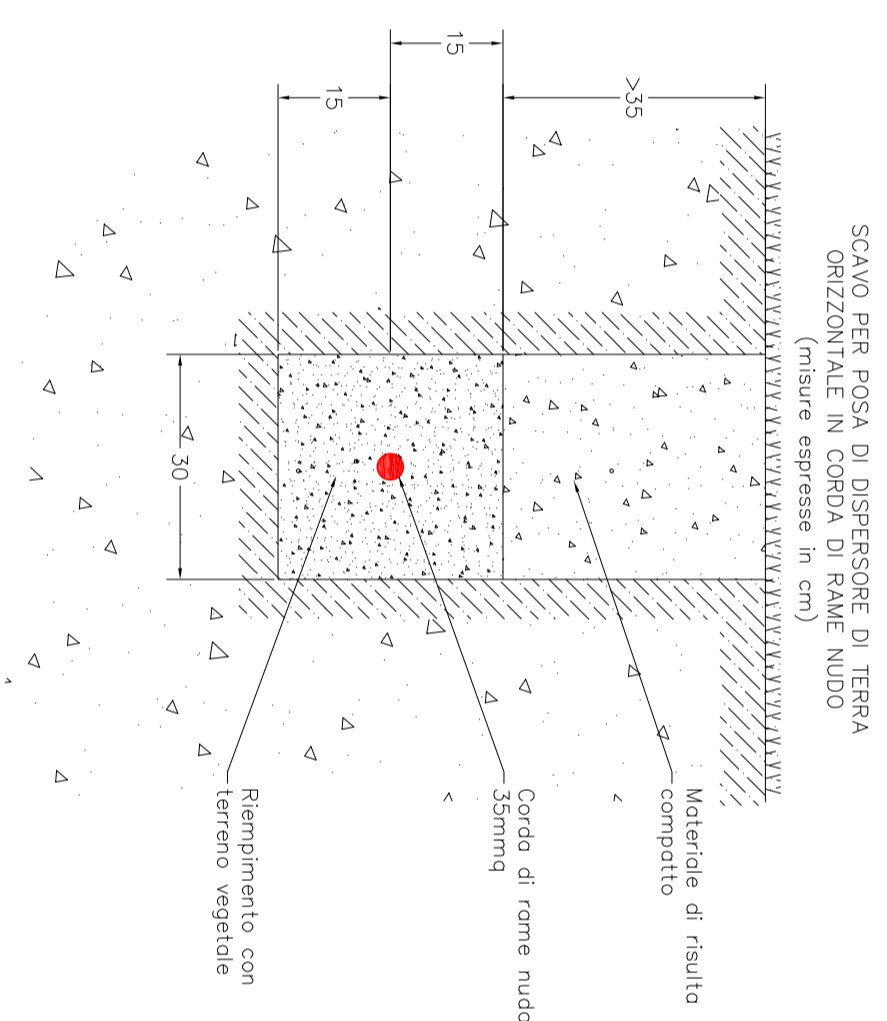 SCAVO PER POSA DI DISPERSORE DI TERRA
ORIZZONTALE IN CORDA DI RAME NUDO
(misure espresse in cm)
>35
15
15
30
Materiale di risulta
compatto
Corda di rame nuda
35mmq
Riempimento con
terreno vegetale